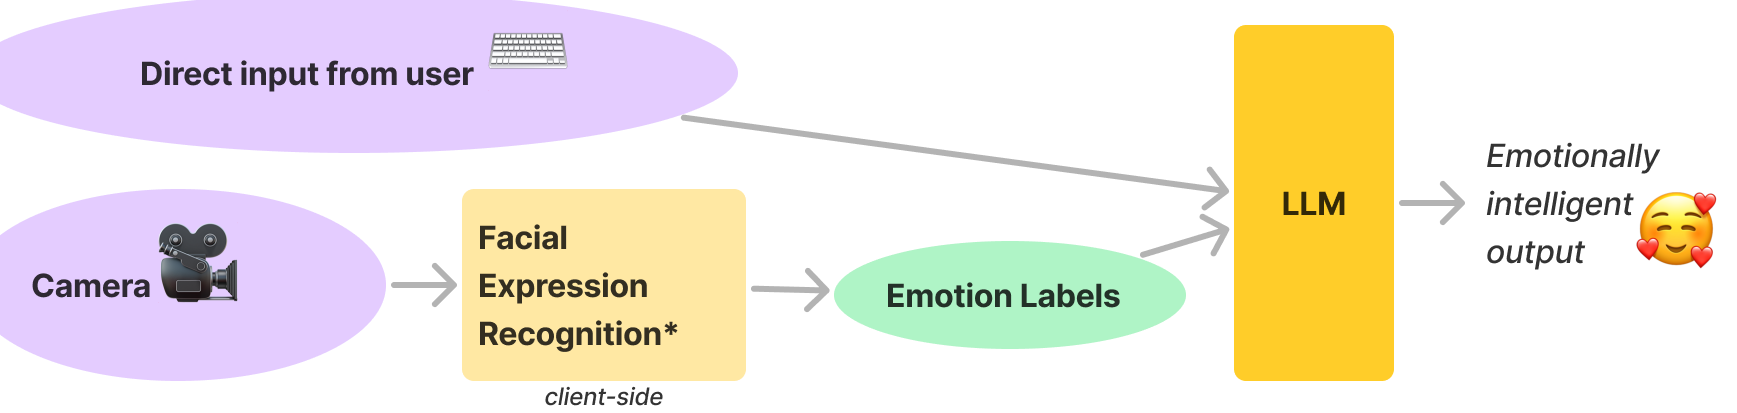 Direct input from user
Camera
Facial
Expression
Recognition*
client-side
Emotion Labels
LLM
Emotionally
intelligent
output